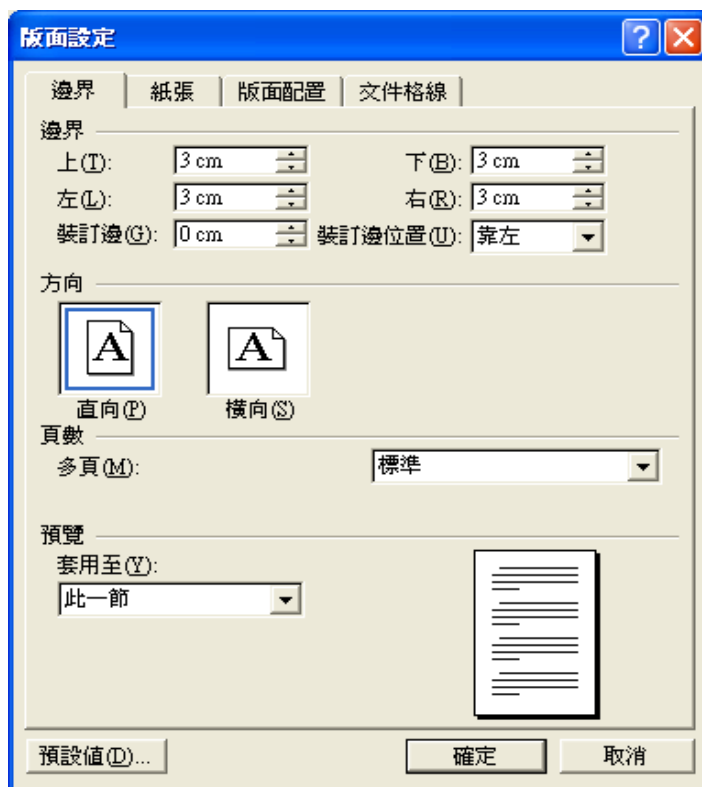 版面設定
邊界 紙張 版面配置 文件格線
邊界
上(T): 3 cm 下(B): 3 cm
左(L): 3 cm 右(R): 3 cm
裝訂邊(G): 0 cm 裝訂邊位置(U): 靠左
方向
A A
直向(P) 橫向(S)
頁數
多頁(M): 標準
預覽
套用至(Y):
此一節
預設值(D)... 確定 取消